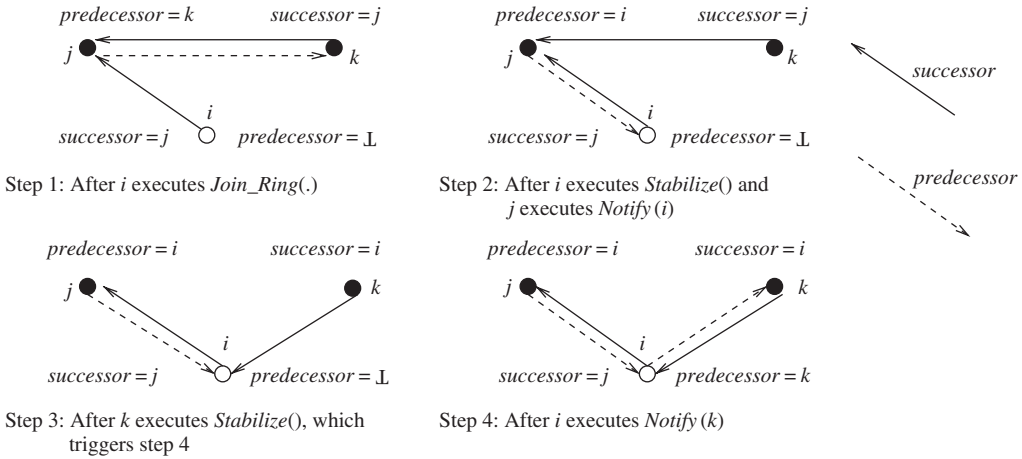 predecessor = k successor = j
j k
i
successor = j predecessor = ⊥
Step 1: After i executes Join_Ring(.)
predecessor = i successor = j
j k
i
successor = j predecessor = ⊥
Step 2: After i executes Stabilize() and
j executes Notify (i)
successor
predecessor
predecessor = i successor = i
j k
i
successor = j predecessor = ⊥
Step 3: After k executes Stabilize(), which
triggers step 4
predecessor = i successor = i
j k
i
successor = j predecessor = k
Step 4: After i executes Notify (k)